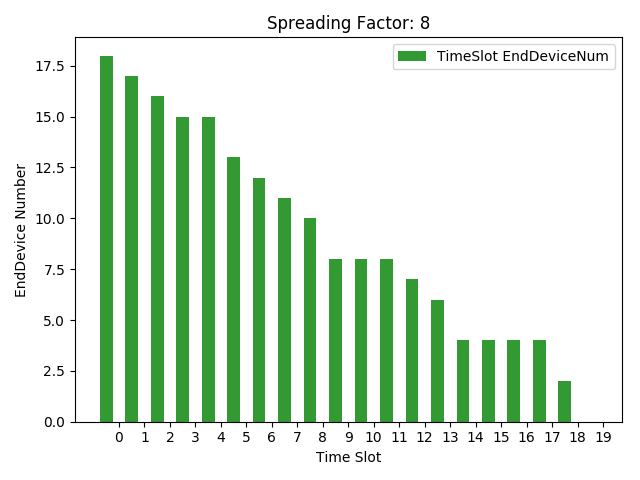 Spreading Factor: 8
TimeSlot EndDeviceNum
17.5
15.0
12.5
10.0
7.5
5.0
2.5
0.0
EndDevice Number
0 1 2 3 4 5 6 7 8 9 10 11 12 13 14 15 16 17 18 19
Time Slot